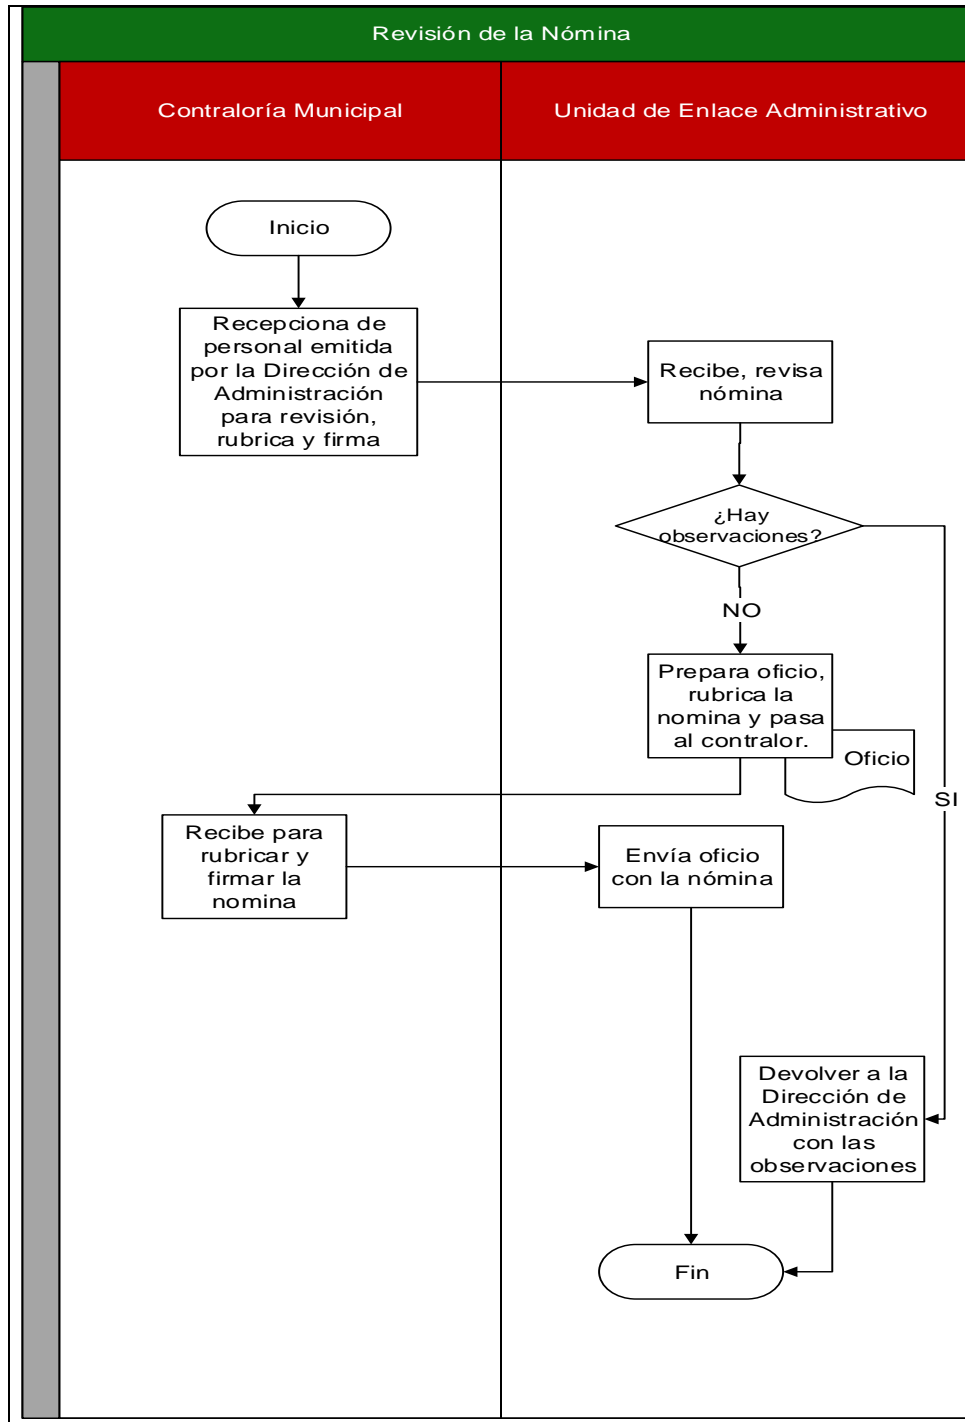 Revisión de la Nómina
Contraloría Municipal
Unidad de Enlace Administrativo
Inicio
Recepciona de
personal emitida
por la Dirección de
Administración
para revisión,
rubrica y firma
Recibe, revisa
nómina
¿Hay
observaciones?
NO
Prepara oficio,
rubrica la
nomina y pasa
al contralor.
Oficio
SI
Recibe para
rubricar y
firmar la
nomina
Envía oficio
con la nómina
Devolver a la
Dirección de
Administración
con las
observaciones
Fin